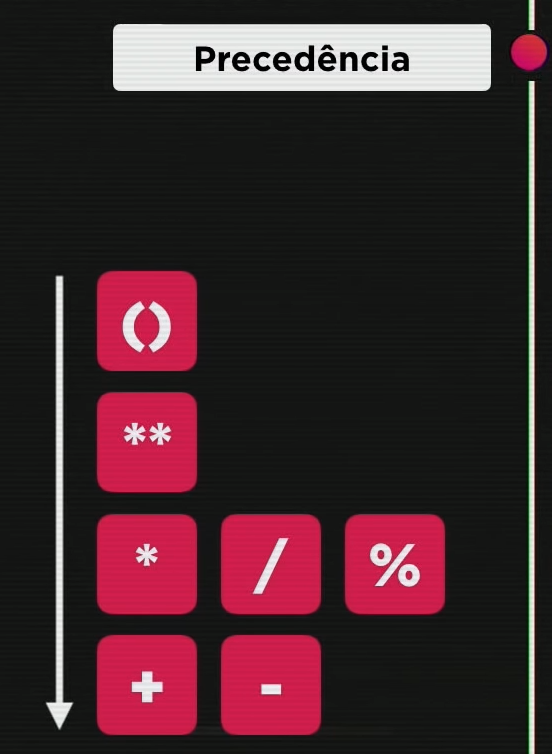 Precedência
()
**
* / %
+ -